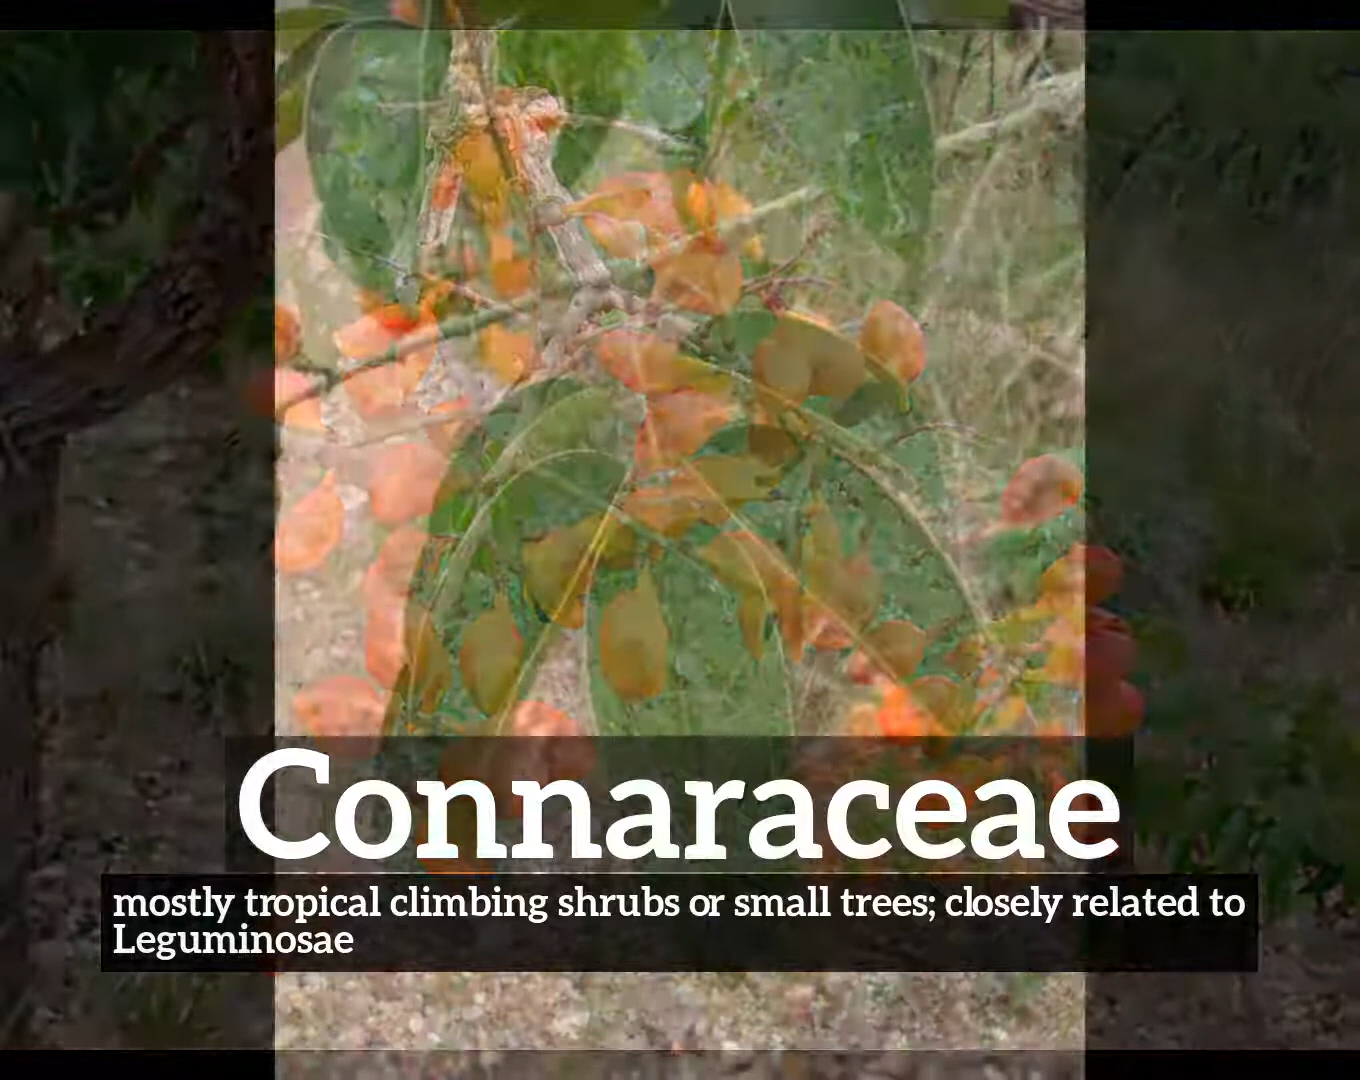 Connaraceae
mostly tropical climbing shrubs or small trees; closely related to
Leguminosae